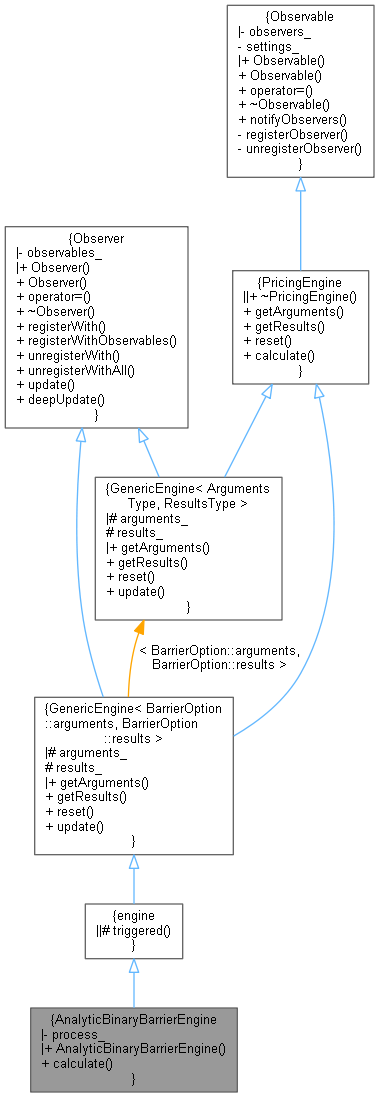 {Observable
|- observers_
- settings_
|+ Observable()
+ Observable()
+ operator=()
+ ~Observable()
+ notifyObservers()
- registerObserver()
- unregisterObserver()
}
{Observer
|- observables_
|+ Observer()
+ Observer()
+ operator=()
+ ~Observer()
+ registerWith()
+ registerWithObservables()
+ unregisterWith()
+ unregisterWithAll()
+ update()
+ deepUpdate()
}
{PricingEngine
||+ ~PricingEngine()
+ getArguments()
+ getResults()
+ reset()
+ calculate()
}
{GenericEngine< Arguments
Type, ResultsType >
|# arguments_
# results_
|+ getArguments()
+ getResults()
+ reset()
+ update()
}
< BarrierOption::arguments,
BarrierOption::results >
{GenericEngine< BarrierOption
::arguments, BarrierOption
::results >
|# arguments_
# results_
|+ getArguments()
+ getResults()
+ reset()
+ update()
}
{engine
||# triggered()
}
{AnalyticBinaryBarrierEngine
|- process_
|+ AnalyticBinaryBarrierEngine()
+ calculate()
}